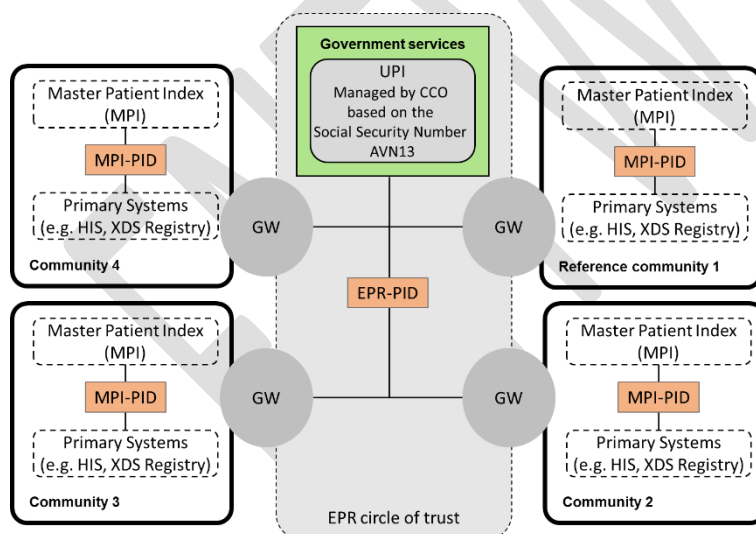 Government services
UPI
Managed by CCO
based on the
Social Security Number
AVN13
Master Patient Index
(MPI)
MPI-PID
Primary Systems
(e.g. HIS, XDS Registry)
Community 4
GW
GW
Master Patient Index
(MPI)
MPI-PID
Primary Systems
(e.g. HIS, XDS Registry)
Reference community 1
EPR-PID
Master Patient Index
(MPI)
MPI-PID
Primary Systems
(e.g. HIS, XDS Registry)
Community 3
GW
GW
Master Patient Index
(MPI)
MPI-PID
Primary Systems
(e.g. HIS, XDS Registry)
Community 2
EPR circle of trust